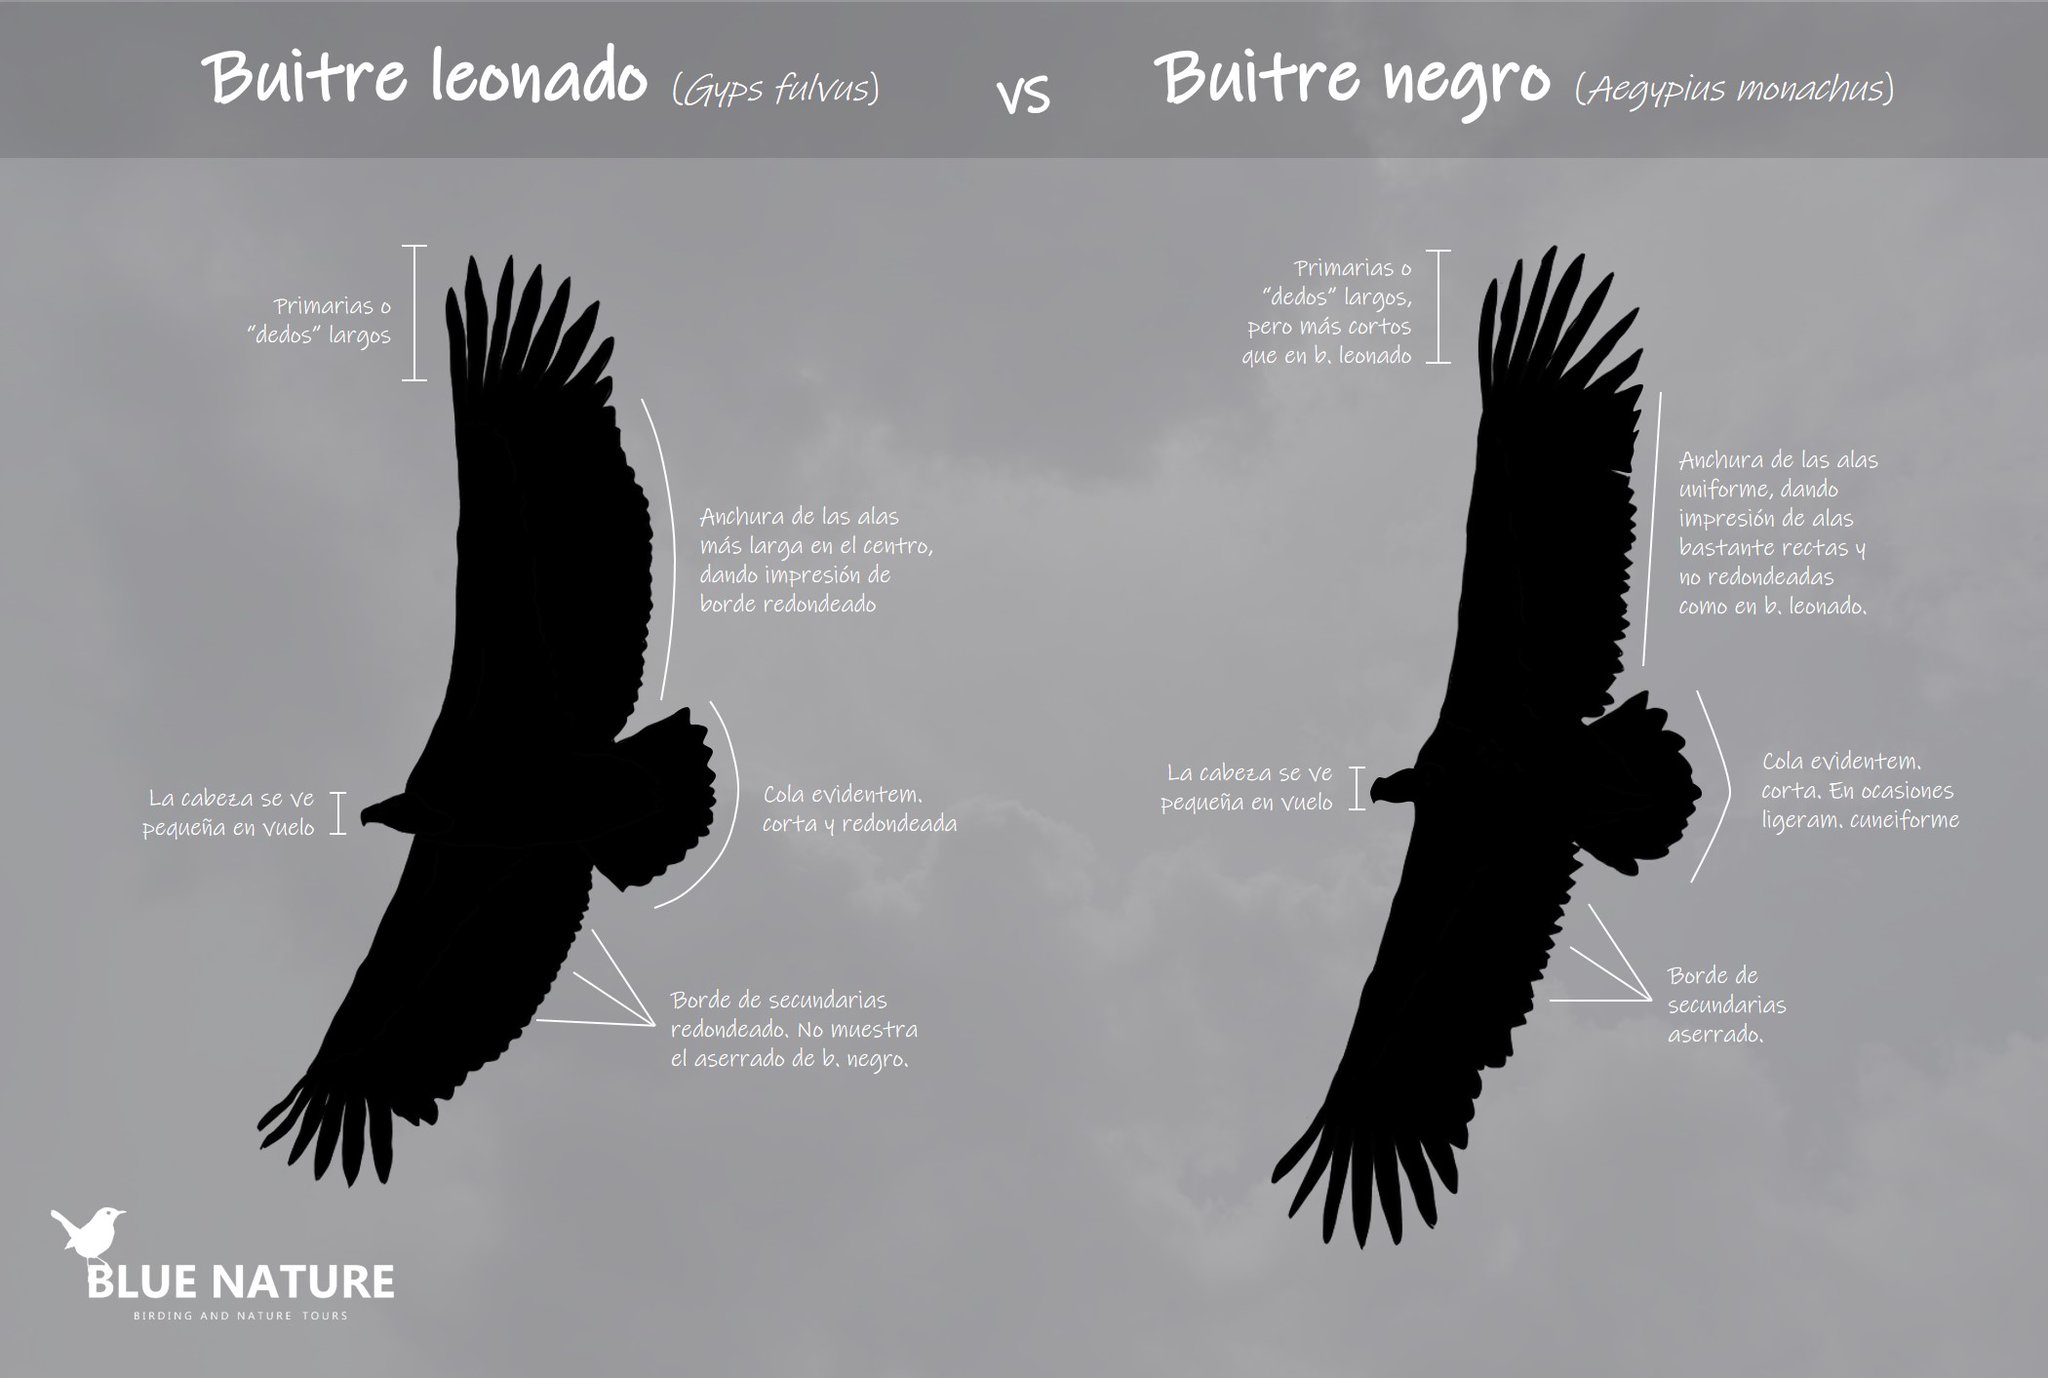 Buitre leonado (Gyps fulvus) vs Buitre negro (Aegypius monachus)
Primarias o
"dedos" largos
Anchura de las alas
más larga en el centro,
dando impresión de
borde redondeado
La cabeza se ve
pequeña en vuelo
Cola evidentem.
corta y redondeada
Borde de secundarias
redondeado. No muestra
el aserrado de b. negro.
Primarias o
"dedos" largos,
pero más cortos
que en b. leonado
Anchura de las alas
uniforme, dando
impresión de alas
bastante rectas y
no redondeadas
como en b. leonado.
La cabeza se ve
pequeña en vuelo
Cola evidentem.
corta. En ocasiones
ligeram. cuneiforme
Borde de
secundarias
aserrado.
BLUE NATURE
BIRDING AND NATURE TOURS